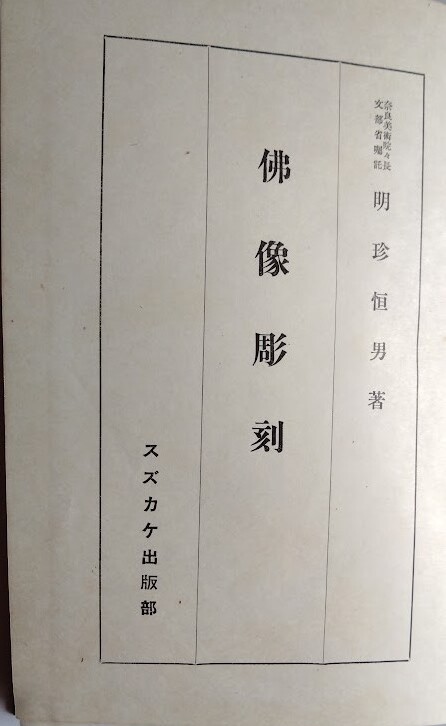 奈良美術院々長
文部省嘱託
明珍恒男著
佛像彫刻
スズカケ出版部